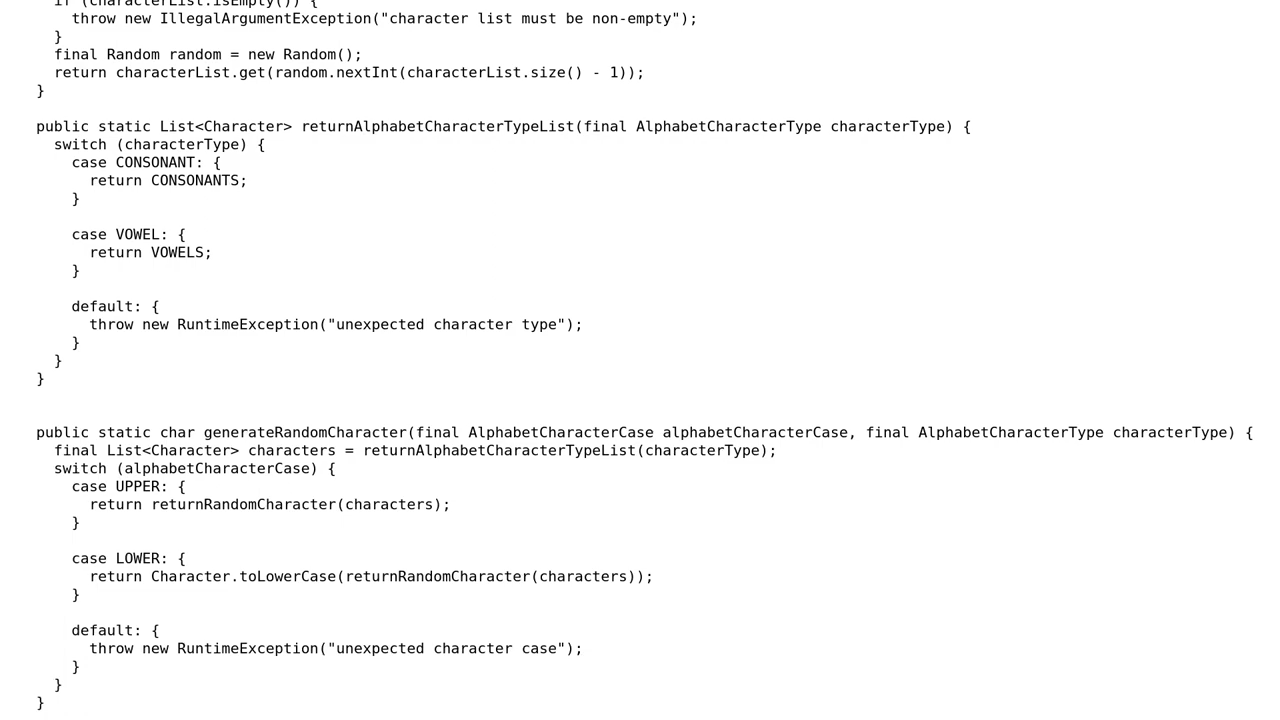 if (characterList.isEmpty()) {
throw new IllegalArgumentException("character list must be non-empty");
}
final Random random = new Random();
return characterList.get(random.nextInt(characterList.size() - 1));
}
public static List<Character> returnAlphabetCharacterTypeList(final AlphabetCharacterType characterType) {
switch (characterType) {
case CONSONANT: {
return CONSONANTS;
}
case VOWEL: {
return VOWELS;
}
default: {
throw new RuntimeException("unexpected character type");
}
}
}
public static char generateRandomCharacter(final AlphabetCharacterCase alphabetCharacterCase, final AlphabetCharacterType characterType) {
final List<Character> characters = returnAlphabetCharacterTypeList(characterType);
switch (alphabetCharacterCase) {
case UPPER: {
return returnRandomCharacter(characters);
}
case LOWER: {
return Character.toLowerCase(returnRandomCharacter(characters));
}
default: {
throw new RuntimeException("unexpected character case");
}
}
}